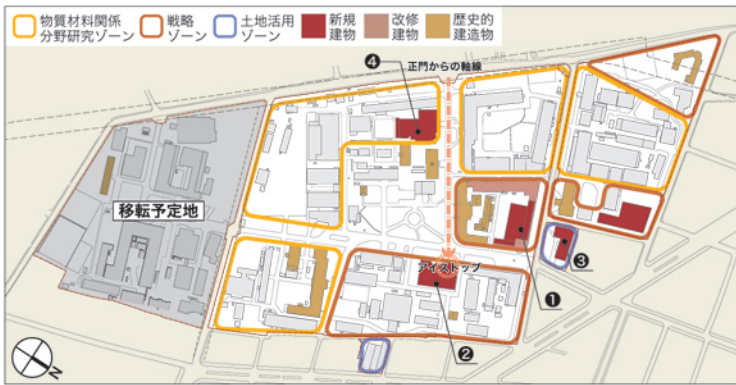 物質材料関係
分野研究ゾーン
戦略
ゾーン
土地活用
ゾーン
新規
建物
改修
建物
歴史的
建造物
❹
正門からの軸線
移転予定地
❸
アイストップ
❶
❷
N